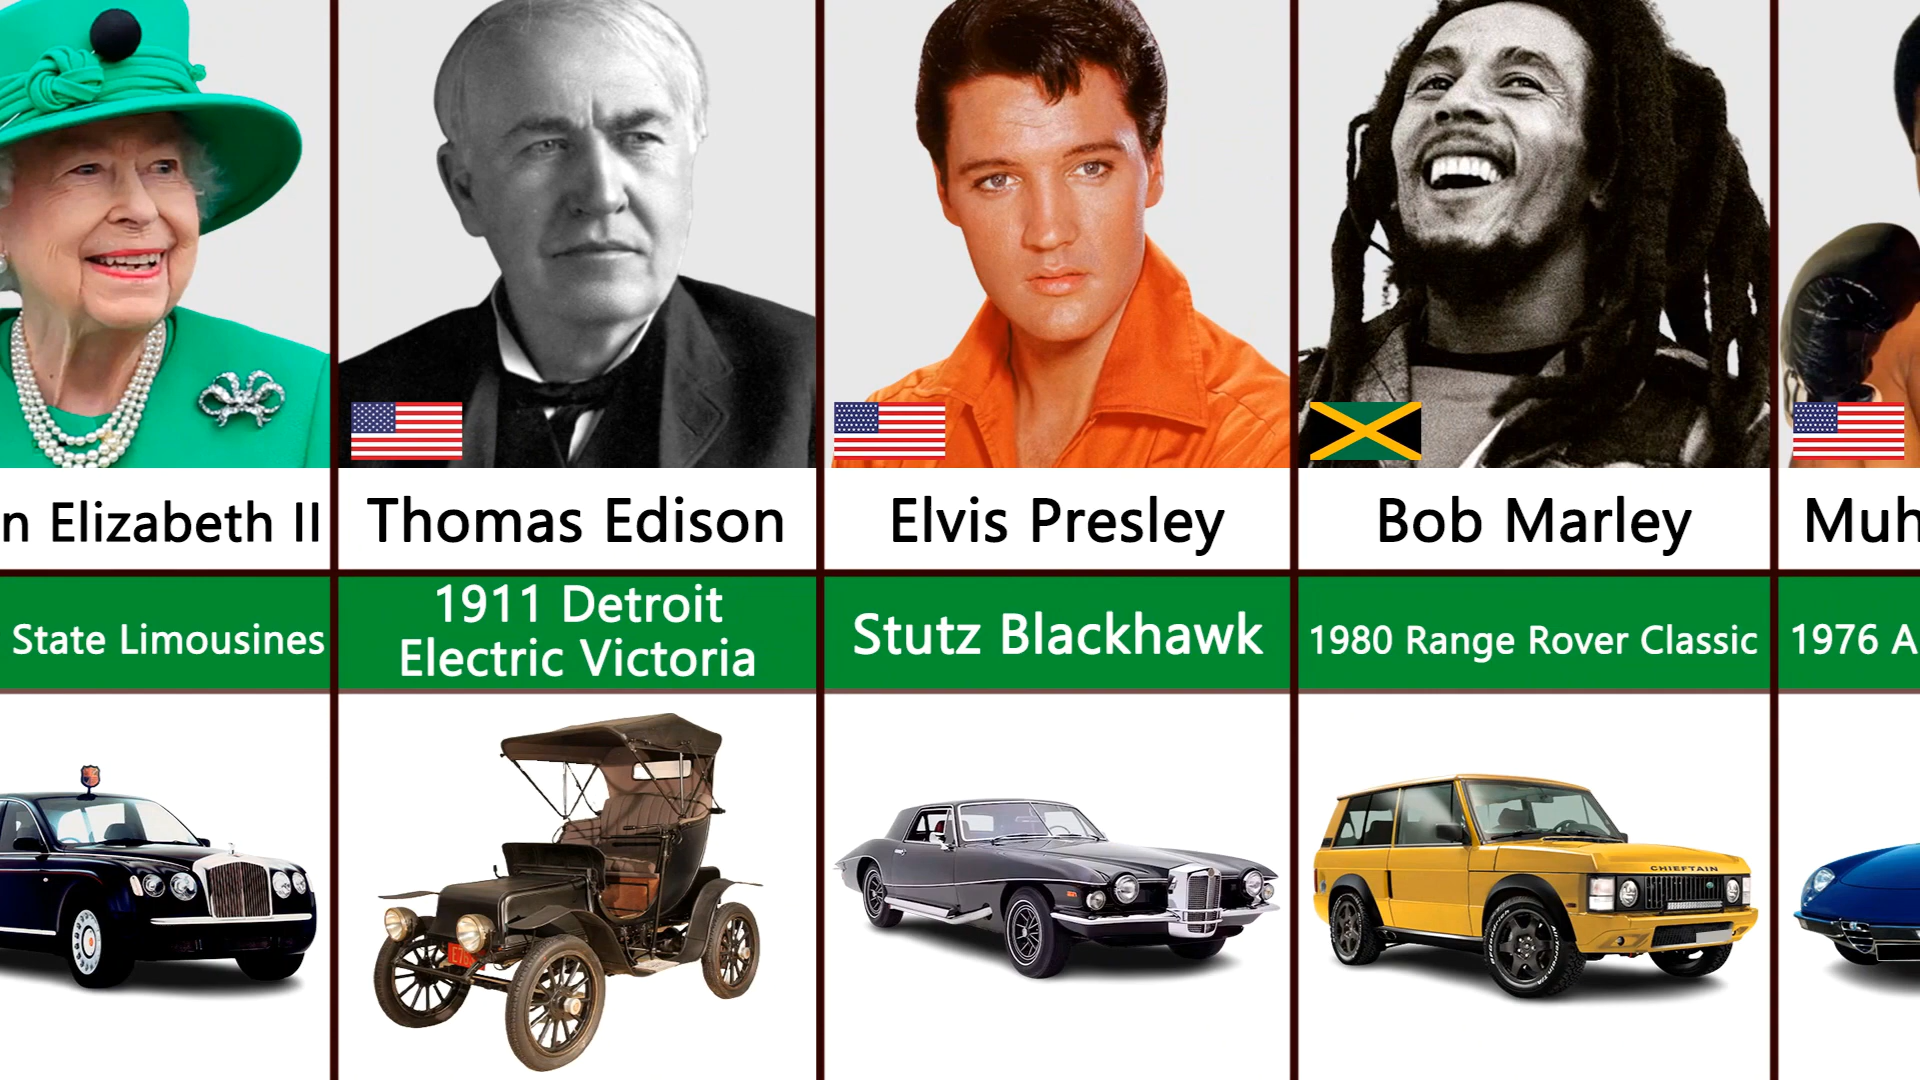 n Elizabeth II
Thomas Edison
Elvis Presley
Bob Marley
Muh
State Limousines
1911 Detroit
Electric Victoria
Stutz Blackhawk
1980 Range Rover Classic
1976 A
CHIEFTAIN